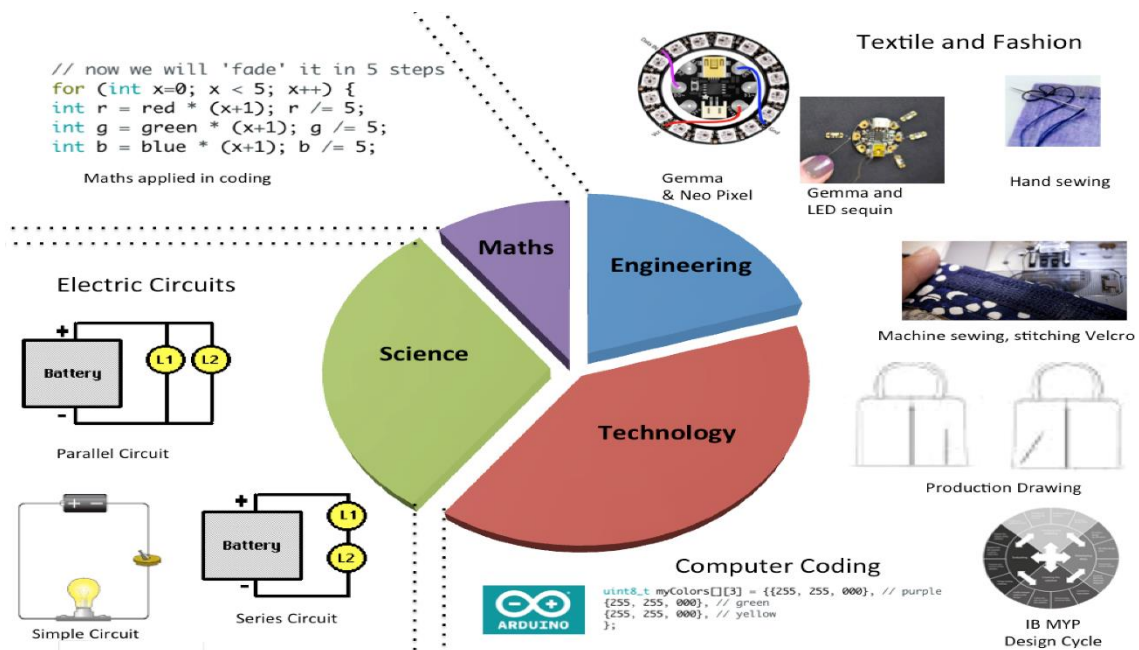 // now we will 'fade' it in 5 steps
for (int x=0; x < 5; x++) {
int r = red * (x+1); r /= 5;
int g = green * (x+1); g /= 5;
int b = blue * (x+1); b /= 5;
Maths applied in coding
Textile and Fashion
Gemma
& Neo Pixel
Gemma and
LED sequin
Hand sewing
Maths
Engineering
Science
Technology
Machine sewing, stitching Velcro
Production Drawing
Electric Circuits
+
Battery
-
L1
L2
Parallel Circuit
+ -
Simple Circuit
+
Battery
-
L1
L2
Series Circuit
Computer Coding
ARDUINO
uint8_t myColors[][3] = {{255, 255, 000}, // purple
{255, 255, 000}, // green
{255, 255, 000}, // yellow
};
IB MYP
Design Cycle